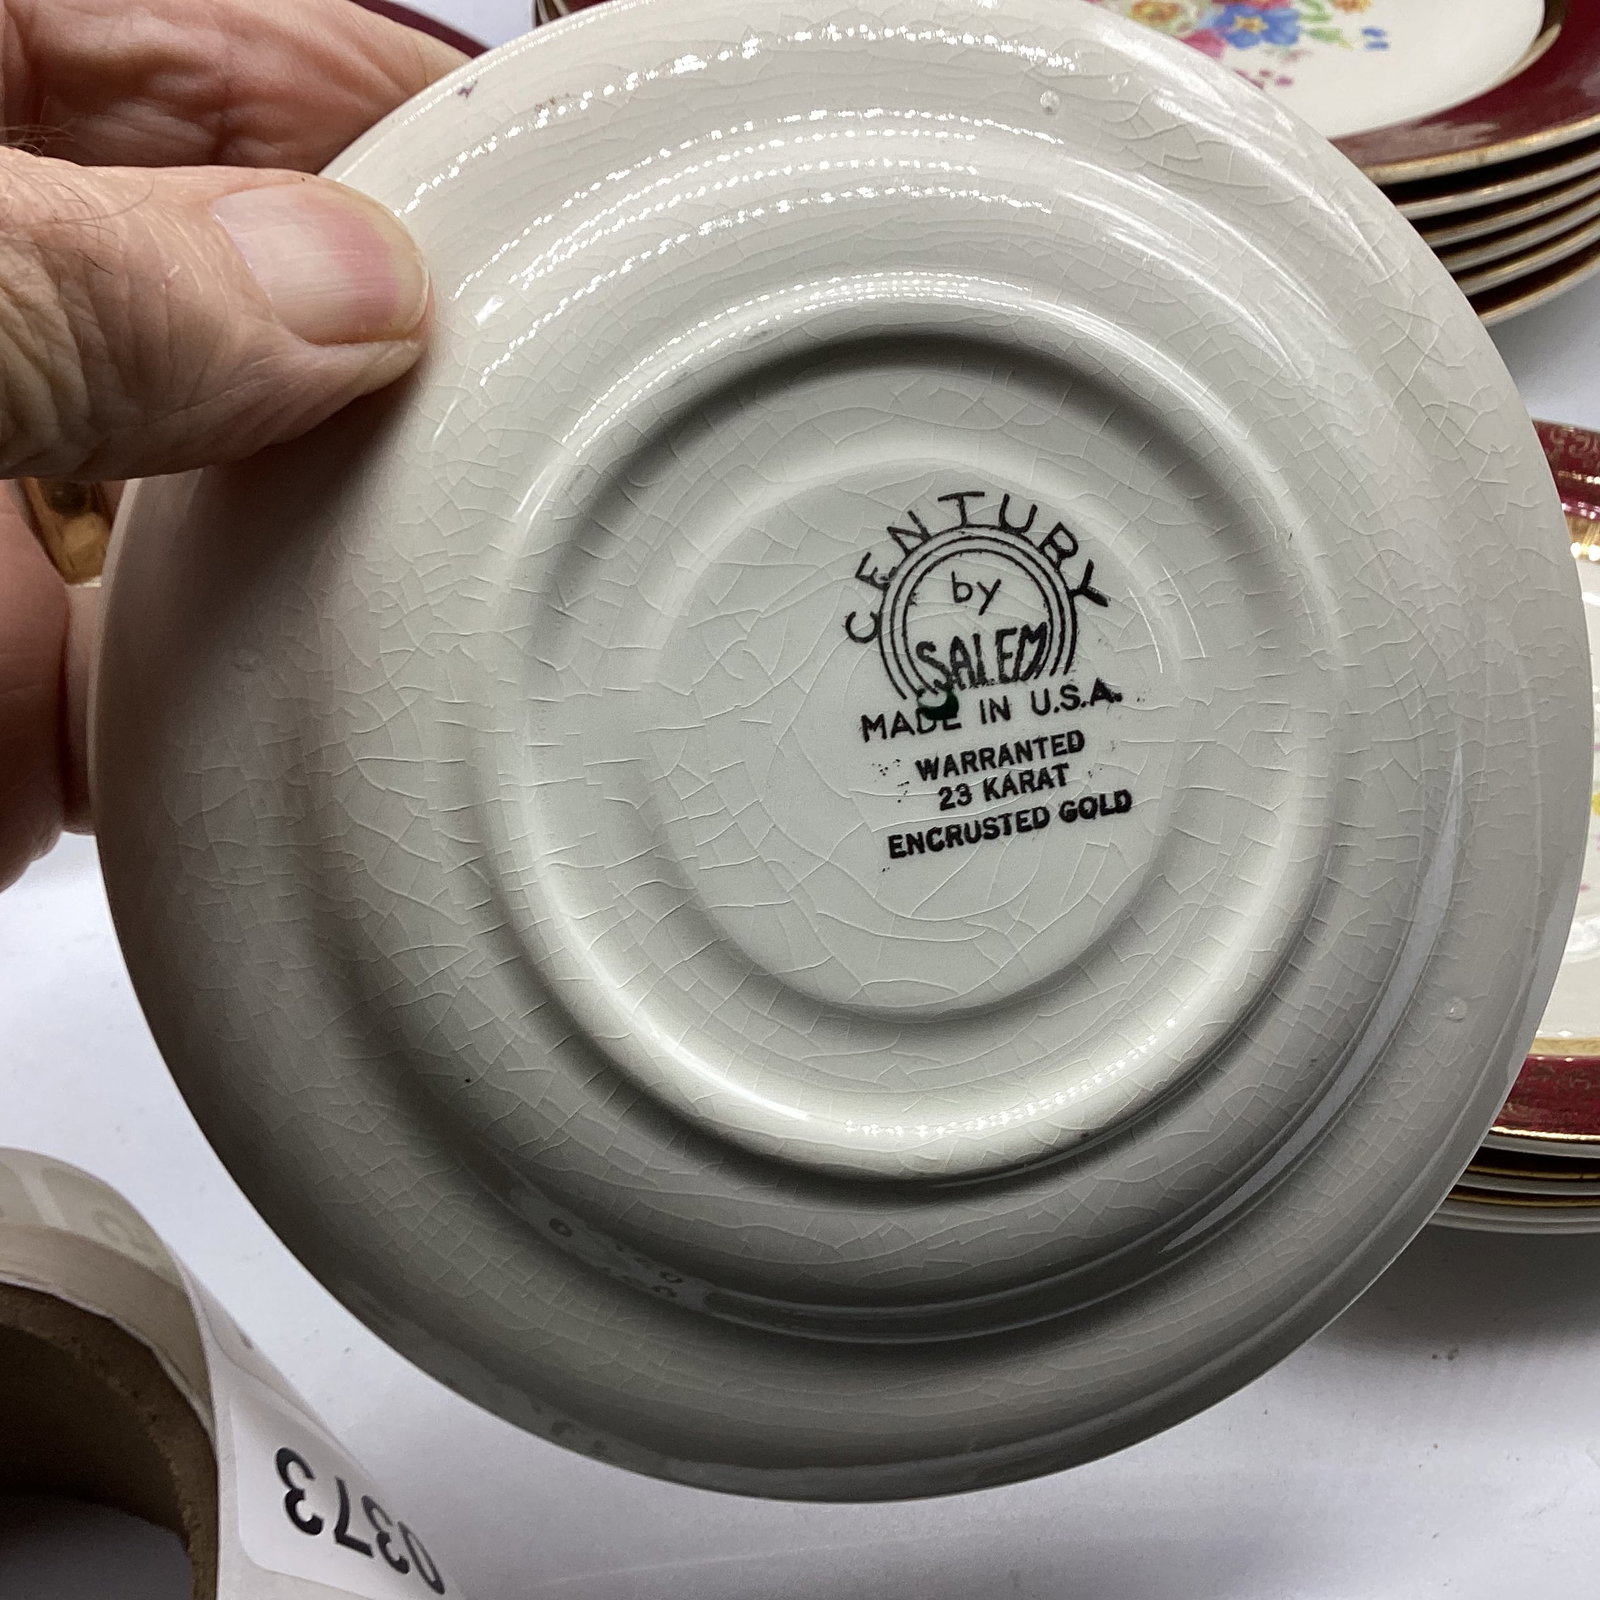 CENTURY
by
SALEM
MADE IN U.S.A.
WARRANTED
23 KARAT
ENCRUSTED GOLD
0373